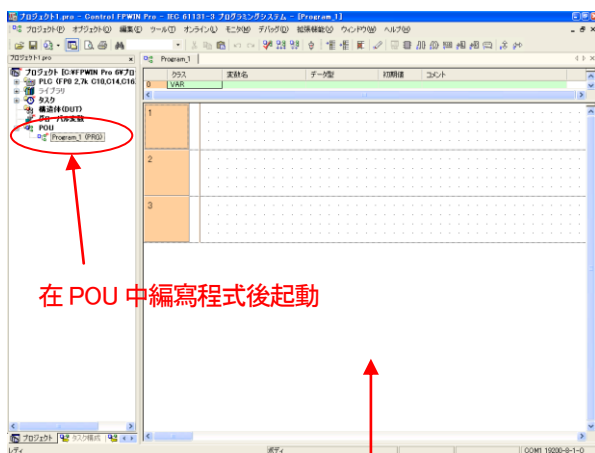 プロジェクト1.pro - Control FPWIN Pro - IEC 61131-3 プログラミングシステム - [Program_1]
プロジェクト(P) オブジェクト(O) 編集(E) ツール(T) オンライン(L) モニタ(M) デバッグ(D) 拡張機能(X) ウィンドウ(W) ヘルプ(H)
プロジェクト1.pro
Program_1
プロジェクト [C:¥FPWIN Pro 6¥プロ
PLC (FP0 2.7k C10,C14,C16
ライブラリ
タスク
構造体(DUT)
グローバル変数
POU
Program_1 (PRG)
クラス 変数名 データ型 初期値 コメント
0 VAR
1
2
3
在 POU 中編寫程式後起動
プロジェクト タスク構成
レディ ボディ COM1 19200-8-1-O